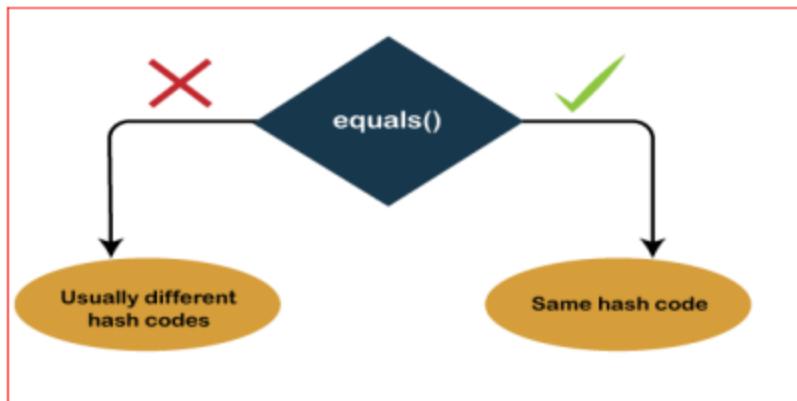 equals()
Usually different
hash codes
Same hash code